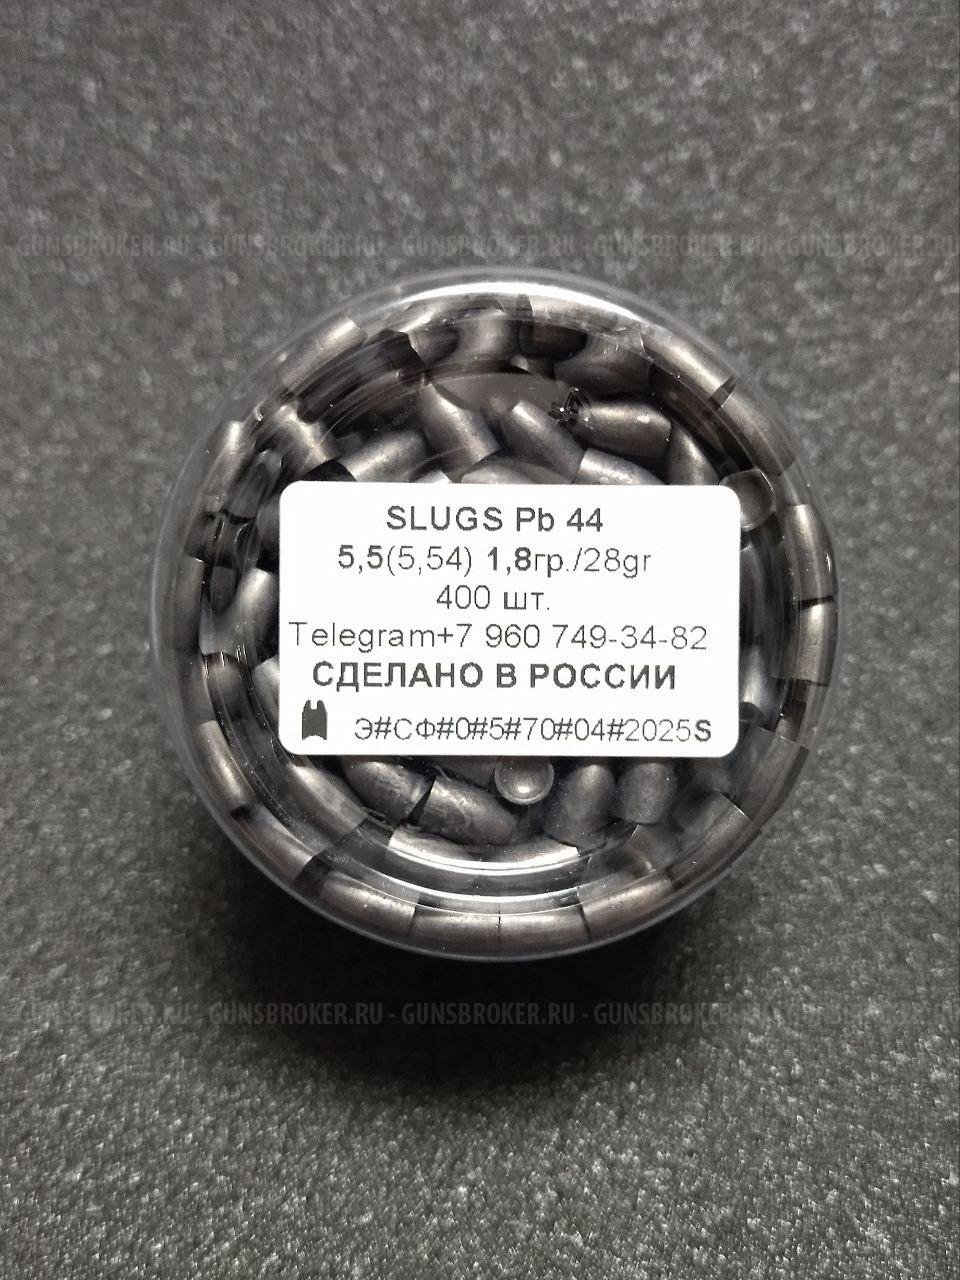 GUNSBROKER.RU - GUNSBROKER.RU - GUNSBROKER.RU - GUNSBROKER.RU - GUNSBROKER.RU
SLUGS Pb 44
5,5(5,54) 1,8гр./28gr
400 шт.
Telegram+7 960 749-34-82
СДЕЛАНО В РОССИИ
Э#СФ#0#5#70#04#2025S
GUNSBROKER.RU - GUNSBROKER.RU - GUNSBROKER.RU - GUNSBROKER.RU - GUNSBROKER.RU